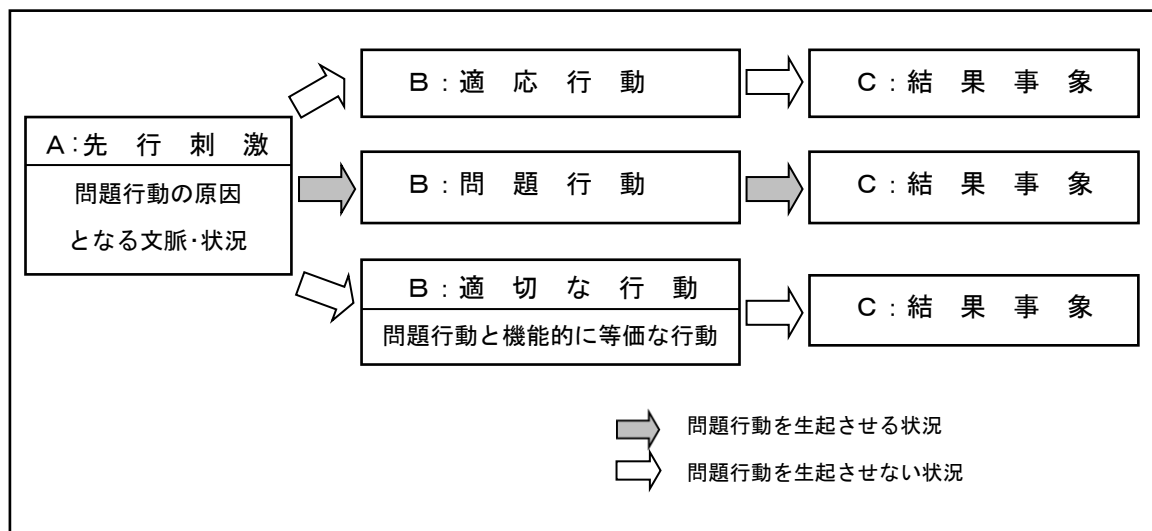 B:適応行動
C:結果事象
A:先行刺激
問題行動の原因
となる文脈・状況
B:問題行動
C:結果事象
B:適切な行動
問題行動と機能的に等価な行動
C:結果事象
問題行動を生起させる状況
問題行動を生起させない状況